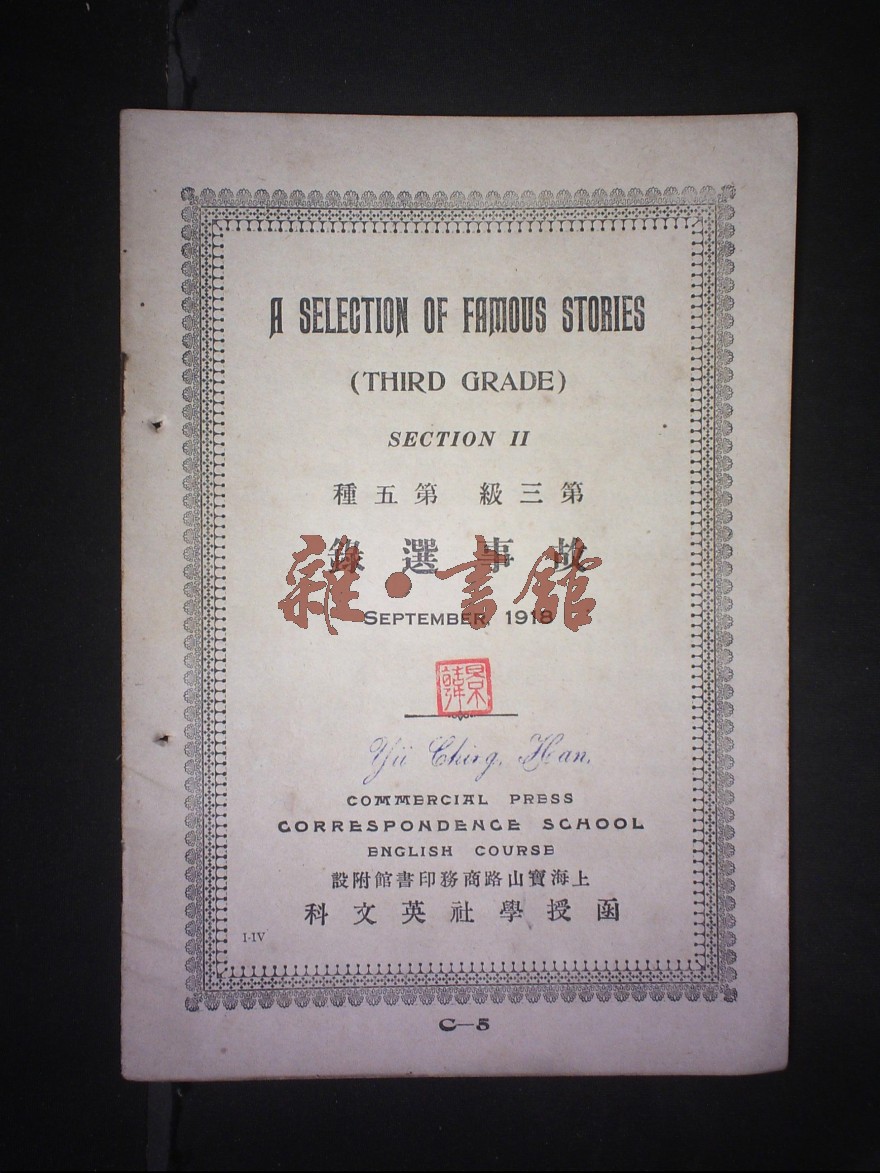 A SELECTION OF FAMOUS STORIES
(THIRD GRADE)
SECTION II
第三級 第五種
故事選錄
雜·書館
SEPTEMBER, 1918
Yü Ching Han,
COMMERCIAL PRESS
CORRESPONDENCE SCHOOL
ENGLISH COURSE
上海寶山路商務印書館附設
函授學社英文科
I-IV
C—5